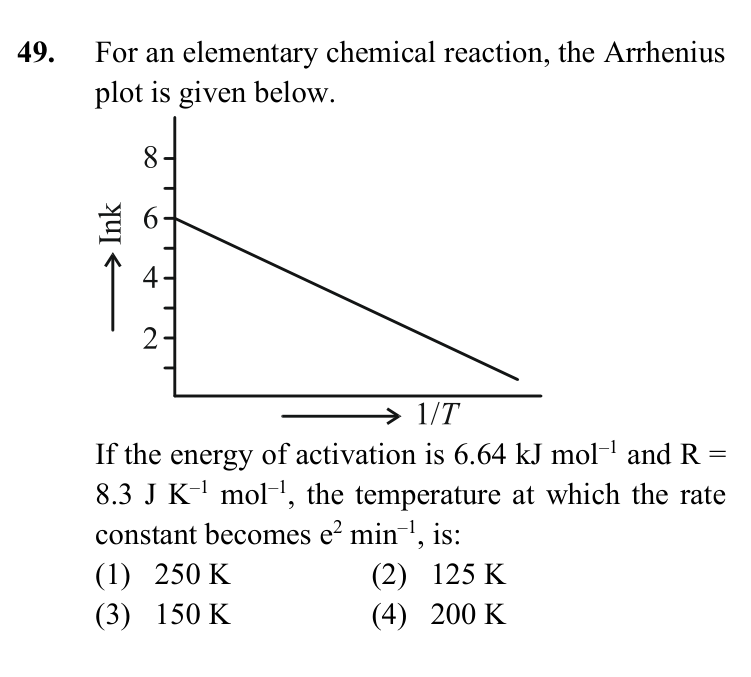 49. For an elementary chemical reaction, the Arrhenius
plot is given below.
8
6
4
2
lnk
1/T
If the energy of activation is 6.64 kJ mol⁻¹ and R =
8.3 J K⁻¹ mol⁻¹, the temperature at which the rate
constant becomes e² min⁻¹, is:
(1) 250 K (2) 125 K
(3) 150 K (4) 200 K